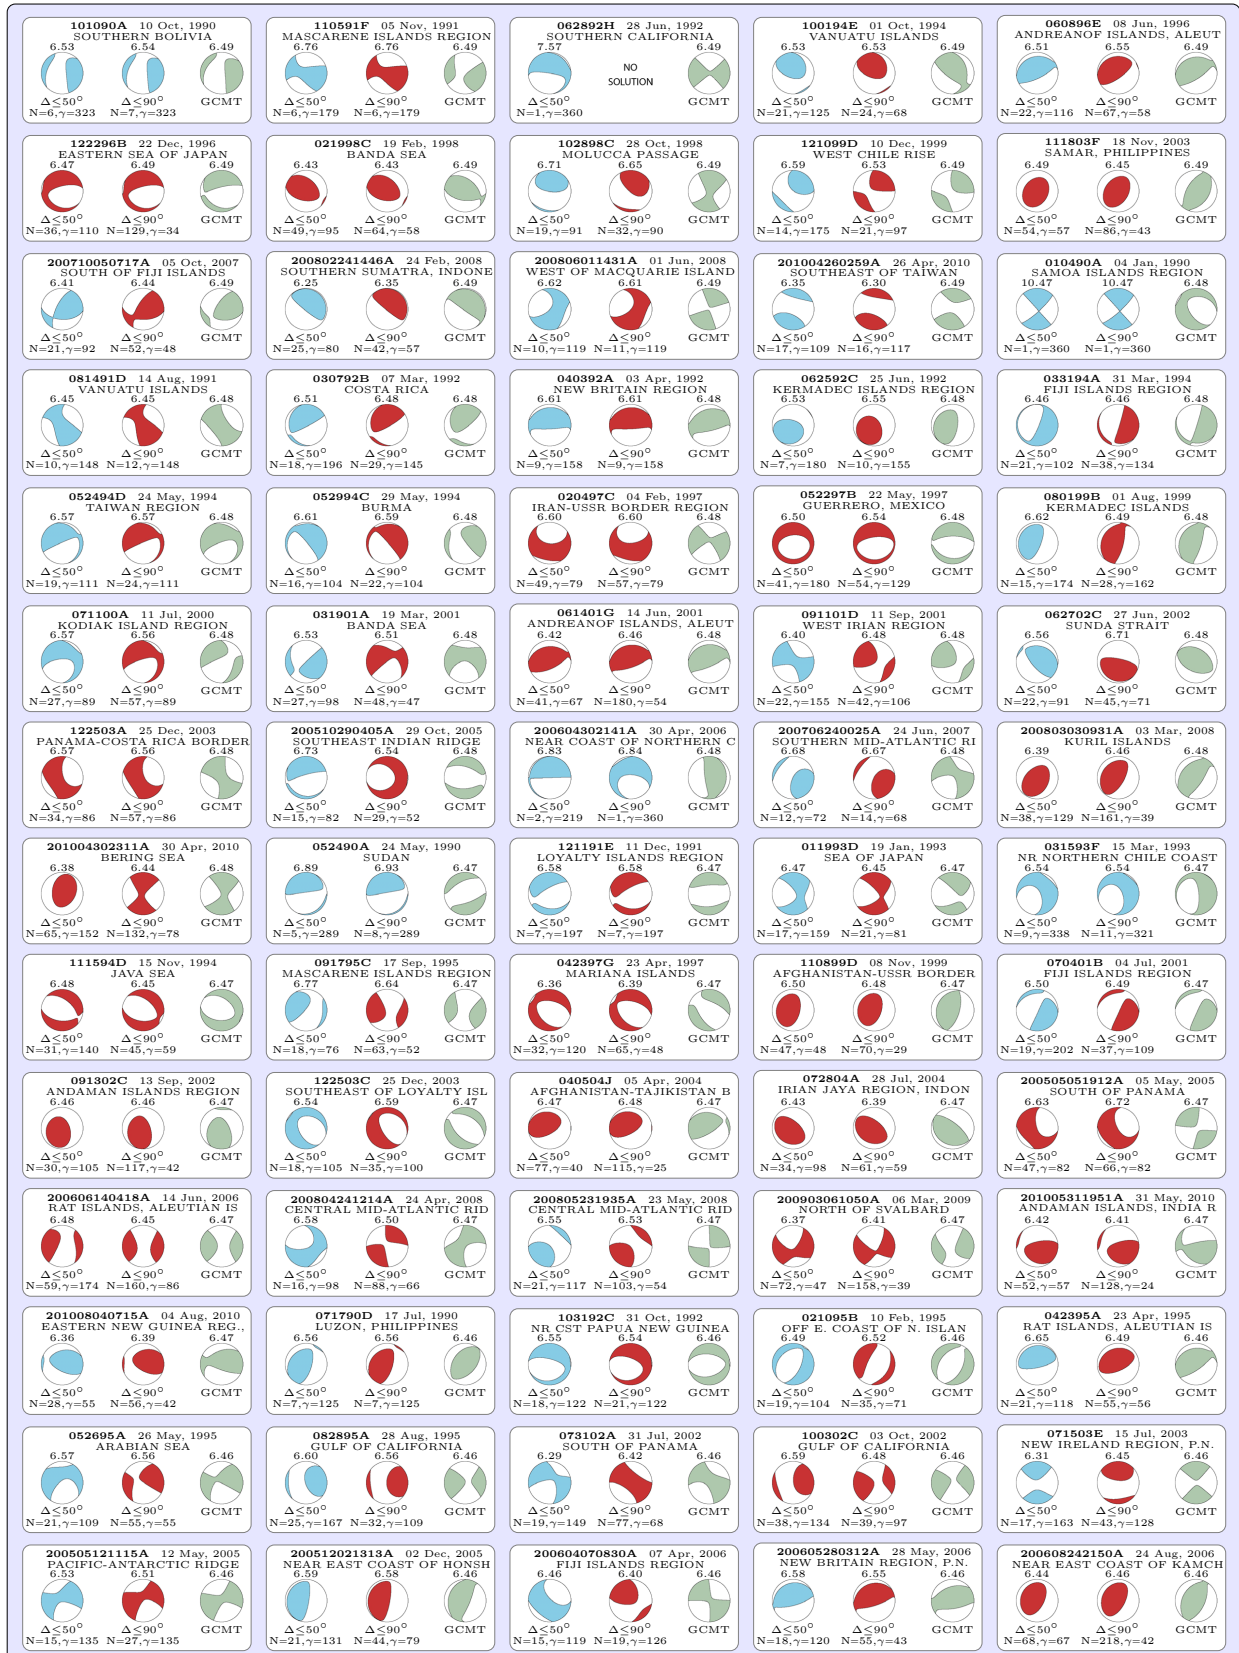 101090A 10 Oct, 1990
SOUTHERN BOLIVIA
6.53 6.54 6.49
Δ≤50° Δ≤90° GCMT
N=6,γ=323 N=7,γ=323
110591F 05 Nov, 1991
MASCARENE ISLANDS REGION
6.76 6.76 6.49
Δ≤50° Δ≤90° GCMT
N=6,γ=179 N=6,γ=179
062892H 28 Jun, 1992
SOUTHERN CALIFORNIA
7.57 6.49
NO
SOLUTION
Δ≤50° GCMT
N=1,γ=360
100194E 01 Oct, 1994
VANUATU ISLANDS
6.53 6.53 6.49
Δ≤50° Δ≤90° GCMT
N=21,γ=125 N=24,γ=68
060896E 08 Jun, 1996
ANDREANOF ISLANDS, ALEUT
6.51 6.55 6.49
Δ≤50° Δ≤90° GCMT
N=22,γ=116 N=67,γ=58
122296B 22 Dec, 1996
EASTERN SEA OF JAPAN
6.47 6.49 6.49
Δ≤50° Δ≤90° GCMT
N=36,γ=110 N=129,γ=34
021998C 19 Feb, 1998
BANDA SEA
6.43 6.43 6.49
Δ≤50° Δ≤90° GCMT
N=49,γ=95 N=64,γ=58
102898C 28 Oct, 1998
MOLUCCA PASSAGE
6.71 6.65 6.49
Δ≤50° Δ≤90° GCMT
N=19,γ=91 N=32,γ=90
121099D 10 Dec, 1999
WEST CHILE RISE
6.59 6.53 6.49
Δ≤50° Δ≤90° GCMT
N=14,γ=175 N=21,γ=97
111803F 18 Nov, 2003
SAMAR, PHILIPPINES
6.49 6.45 6.49
Δ≤50° Δ≤90° GCMT
N=54,γ=57 N=86,γ=43
200710050717A 05 Oct, 2007
SOUTH OF FIJI ISLANDS
6.41 6.44 6.49
Δ≤50° Δ≤90° GCMT
N=21,γ=92 N=52,γ=48
200802241446A 24 Feb, 2008
SOUTHERN SUMATRA, INDONE
6.25 6.35 6.49
Δ≤50° Δ≤90° GCMT
N=25,γ=80 N=42,γ=57
200806011431A 01 Jun, 2008
WEST OF MACQUARIE ISLAND
6.62 6.61 6.49
Δ≤50° Δ≤90° GCMT
N=10,γ=119 N=11,γ=119
201004260259A 26 Apr, 2010
SOUTHEAST OF TAIWAN
6.35 6.30 6.49
Δ≤50° Δ≤90° GCMT
N=17,γ=109 N=16,γ=117
010490A 04 Jan, 1990
SAMOA ISLANDS REGION
10.47 10.47 6.48
Δ≤50° Δ≤90° GCMT
N=1,γ=360 N=1,γ=360
081491D 14 Aug, 1991
VANUATU ISLANDS
6.45 6.45 6.48
Δ≤50° Δ≤90° GCMT
N=10,γ=148 N=12,γ=148
030792B 07 Mar, 1992
COSTA RICA
6.51 6.48 6.48
Δ≤50° Δ≤90° GCMT
N=18,γ=196 N=29,γ=145
040392A 03 Apr, 1992
NEW BRITAIN REGION
6.61 6.61 6.48
Δ≤50° Δ≤90° GCMT
N=9,γ=158 N=9,γ=158
062592C 25 Jun, 1992
KERMADEC ISLANDS REGION
6.53 6.55 6.48
Δ≤50° Δ≤90° GCMT
N=7,γ=180 N=10,γ=155
033194A 31 Mar, 1994
FIJI ISLANDS REGION
6.46 6.46 6.48
Δ≤50° Δ≤90° GCMT
N=21,γ=102 N=38,γ=134
052494D 24 May, 1994
TAIWAN REGION
6.57 6.57 6.48
Δ≤50° Δ≤90° GCMT
N=19,γ=111 N=24,γ=111
052994C 29 May, 1994
BURMA
6.61 6.59 6.48
Δ≤50° Δ≤90° GCMT
N=16,γ=104 N=22,γ=104
020497C 04 Feb, 1997
IRAN-USSR BORDER REGION
6.60 6.60 6.48
Δ≤50° Δ≤90° GCMT
N=49,γ=79 N=57,γ=79
052297B 22 May, 1997
GUERRERO, MEXICO
6.50 6.54 6.48
Δ≤50° Δ≤90° GCMT
N=41,γ=180 N=54,γ=129
080199B 01 Aug, 1999
KERMADEC ISLANDS
6.62 6.49 6.48
Δ≤50° Δ≤90° GCMT
N=15,γ=174 N=28,γ=162
071100A 11 Jul, 2000
KODIAK ISLAND REGION
6.57 6.56 6.48
Δ≤50° Δ≤90° GCMT
N=27,γ=89 N=57,γ=89
031901A 19 Mar, 2001
BANDA SEA
6.53 6.51 6.48
Δ≤50° Δ≤90° GCMT
N=27,γ=98 N=48,γ=47
061401G 14 Jun, 2001
ANDREANOF ISLANDS, ALEUT
6.42 6.46 6.48
Δ≤50° Δ≤90° GCMT
N=41,γ=67 N=180,γ=54
091101D 11 Sep, 2001
WEST IRIAN REGION
6.40 6.48 6.48
Δ≤50° Δ≤90° GCMT
N=22,γ=155 N=42,γ=106
062702C 27 Jun, 2002
SUNDA STRAIT
6.56 6.71 6.48
Δ≤50° Δ≤90° GCMT
N=22,γ=91 N=45,γ=71
122503A 25 Dec, 2003
PANAMA-COSTA RICA BORDER
6.57 6.56 6.48
Δ≤50° Δ≤90° GCMT
N=34,γ=86 N=57,γ=86
200510290405A 29 Oct, 2005
SOUTHEAST INDIAN RIDGE
6.73 6.54 6.48
Δ≤50° Δ≤90° GCMT
N=15,γ=82 N=29,γ=52
200604302141A 30 Apr, 2006
NEAR COAST OF NORTHERN C
6.83 6.84 6.48
Δ≤50° Δ≤90° GCMT
N=2,γ=219 N=1,γ=360
200706240025A 24 Jun, 2007
SOUTHERN MID-ATLANTIC RI
6.68 6.67 6.48
Δ≤50° Δ≤90° GCMT
N=12,γ=72 N=14,γ=68
200803030931A 03 Mar, 2008
KURIL ISLANDS
6.39 6.46 6.48
Δ≤50° Δ≤90° GCMT
N=38,γ=129 N=161,γ=39
201004302311A 30 Apr, 2010
BERING SEA
6.38 6.44 6.48
Δ≤50° Δ≤90° GCMT
N=65,γ=152 N=132,γ=78
052490A 24 May, 1990
SUDAN
6.89 6.93 6.47
Δ≤50° Δ≤90° GCMT
N=5,γ=289 N=8,γ=289
121191E 11 Dec, 1991
LOYALTY ISLANDS REGION
6.58 6.58 6.47
Δ≤50° Δ≤90° GCMT
N=7,γ=197 N=7,γ=197
011993D 19 Jan, 1993
SEA OF JAPAN
6.47 6.45 6.47
Δ≤50° Δ≤90° GCMT
N=17,γ=159 N=21,γ=81
031593F 15 Mar, 1993
NR NORTHERN CHILE COAST
6.54 6.54 6.47
Δ≤50° Δ≤90° GCMT
N=9,γ=338 N=11,γ=321
111594D 15 Nov, 1994
JAVA SEA
6.48 6.45 6.47
Δ≤50° Δ≤90° GCMT
N=31,γ=140 N=45,γ=59
091795C 17 Sep, 1995
MASCARENE ISLANDS REGION
6.77 6.64 6.47
Δ≤50° Δ≤90° GCMT
N=18,γ=76 N=63,γ=52
042397G 23 Apr, 1997
MARIANA ISLANDS
6.36 6.39 6.47
Δ≤50° Δ≤90° GCMT
N=32,γ=120 N=65,γ=48
110899D 08 Nov, 1999
AFGHANISTAN-USSR BORDER
6.50 6.50 6.47
Δ≤50° Δ≤90° GCMT
N=47,γ=48 N=70,γ=29
070401B 04 Jul, 2001
FIJI ISLANDS REGION
6.50 6.49 6.47
Δ≤50° Δ≤90° GCMT
N=19,γ=202 N=37,γ=109
091302C 13 Sep, 2002
ANDAMAN ISLANDS REGION
6.46 6.46 6.47
Δ≤50° Δ≤90° GCMT
N=30,γ=105 N=117,γ=42
122503C 25 Dec, 2003
SOUTHEAST OF LOYALTY ISL
6.54 6.59 6.47
Δ≤50° Δ≤90° GCMT
N=18,γ=105 N=35,γ=100
040504J 05 Apr, 2004
AFGHANISTAN-TAJIKISTAN B
6.47 6.48 6.47
Δ≤50° Δ≤90° GCMT
N=77,γ=40 N=115,γ=25
072804A 28 Jul, 2004
IRIAN JAYA REGION, INDON
6.43 6.39 6.47
Δ≤50° Δ≤90° GCMT
N=34,γ=98 N=61,γ=59
200505051912A 05 May, 2005
SOUTH OF PANAMA
6.63 6.72 6.47
Δ≤50° Δ≤90° GCMT
N=47,γ=82 N=66,γ=82
200606140418A 14 Jun, 2006
RAT ISLANDS, ALEUTIAN IS
6.48 6.45 6.47
Δ≤50° Δ≤90° GCMT
N=59,γ=174 N=160,γ=86
200804241214A 24 Apr, 2008
CENTRAL MID-ATLANTIC RID
6.58 6.50 6.47
Δ≤50° Δ≤90° GCMT
N=16,γ=98 N=88,γ=66
200805231935A 23 May, 2008
CENTRAL MID-ATLANTIC RID
6.55 6.53 6.47
Δ≤50° Δ≤90° GCMT
N=21,γ=117 N=103,γ=54
200903061050A 06 Mar, 2009
NORTH OF SVALBARD
6.37 6.41 6.47
Δ≤50° Δ≤90° GCMT
N=72,γ=47 N=158,γ=39
201005311951A 31 May, 2010
ANDAMAN ISLANDS, INDIA R
6.42 6.41 6.47
Δ≤50° Δ≤90° GCMT
N=52,γ=57 N=128,γ=24
201008040715A 04 Aug, 2010
EASTERN NEW GUINEA REG.,
6.36 6.39 6.47
Δ≤50° Δ≤90° GCMT
N=28,γ=55 N=56,γ=42
071790D 17 Jul, 1990
LUZON, PHILIPPINES
6.56 6.56 6.46
Δ≤50° Δ≤90° GCMT
N=7,γ=125 N=7,γ=125
103192C 31 Oct, 1992
NR CST PAPUA NEW GUINEA
6.55 6.54 6.46
Δ≤50° Δ≤90° GCMT
N=18,γ=122 N=21,γ=122
021095B 10 Feb, 1995
OFF E. COAST OF N. ISLAN
6.49 6.52 6.46
Δ≤50° Δ≤90° GCMT
N=19,γ=104 N=35,γ=71
042395A 23 Apr, 1995
RAT ISLANDS, ALEUTIAN IS
6.65 6.49 6.46
Δ≤50° Δ≤90° GCMT
N=21,γ=118 N=55,γ=56
052695A 26 May, 1995
ARABIAN SEA
6.57 6.56 6.46
Δ≤50° Δ≤90° GCMT
N=21,γ=109 N=55,γ=55
082895A 28 Aug, 1995
GULF OF CALIFORNIA
6.60 6.59 6.46
Δ≤50° Δ≤90° GCMT
N=25,γ=167 N=32,γ=109
073102A 31 Jul, 2002
SOUTH OF PANAMA
6.29 6.42 6.46
Δ≤50° Δ≤90° GCMT
N=19,γ=149 N=77,γ=68
100302C 03 Oct, 2002
GULF OF CALIFORNIA
6.60 6.48 6.46
Δ≤50° Δ≤90° GCMT
N=38,γ=134 N=39,γ=97
071503E 15 Jul, 2003
NEW IRELAND REGION, P.N.
6.31 6.45 6.46
Δ≤50° Δ≤90° GCMT
N=17,γ=163 N=43,γ=128
200505121115A 12 May, 2005
PACIFIC-ANTARCTIC RIDGE
6.53 6.51 6.46
Δ≤50° Δ≤90° GCMT
N=15,γ=135 N=27,γ=135
200512021313A 02 Dec, 2005
NEAR EAST COAST OF HONSH
6.59 6.58 6.46
Δ≤50° Δ≤90° GCMT
N=21,γ=131 N=44,γ=79
200604070830A 07 Apr, 2006
FIJI ISLANDS REGION
6.46 6.40 6.46
Δ≤50° Δ≤90° GCMT
N=15,γ=119 N=19,γ=126
200605280312A 28 May, 2006
NEW BRITAIN REGION, P.N.
6.58 6.55 6.46
Δ≤50° Δ≤90° GCMT
N=18,γ=120 N=55,γ=43
200608242150A 24 Aug, 2006
NEAR EAST COAST OF KAMCH
6.44 6.46 6.46
Δ≤50° Δ≤90° GCMT
N=68,γ=67 N=218,γ=42